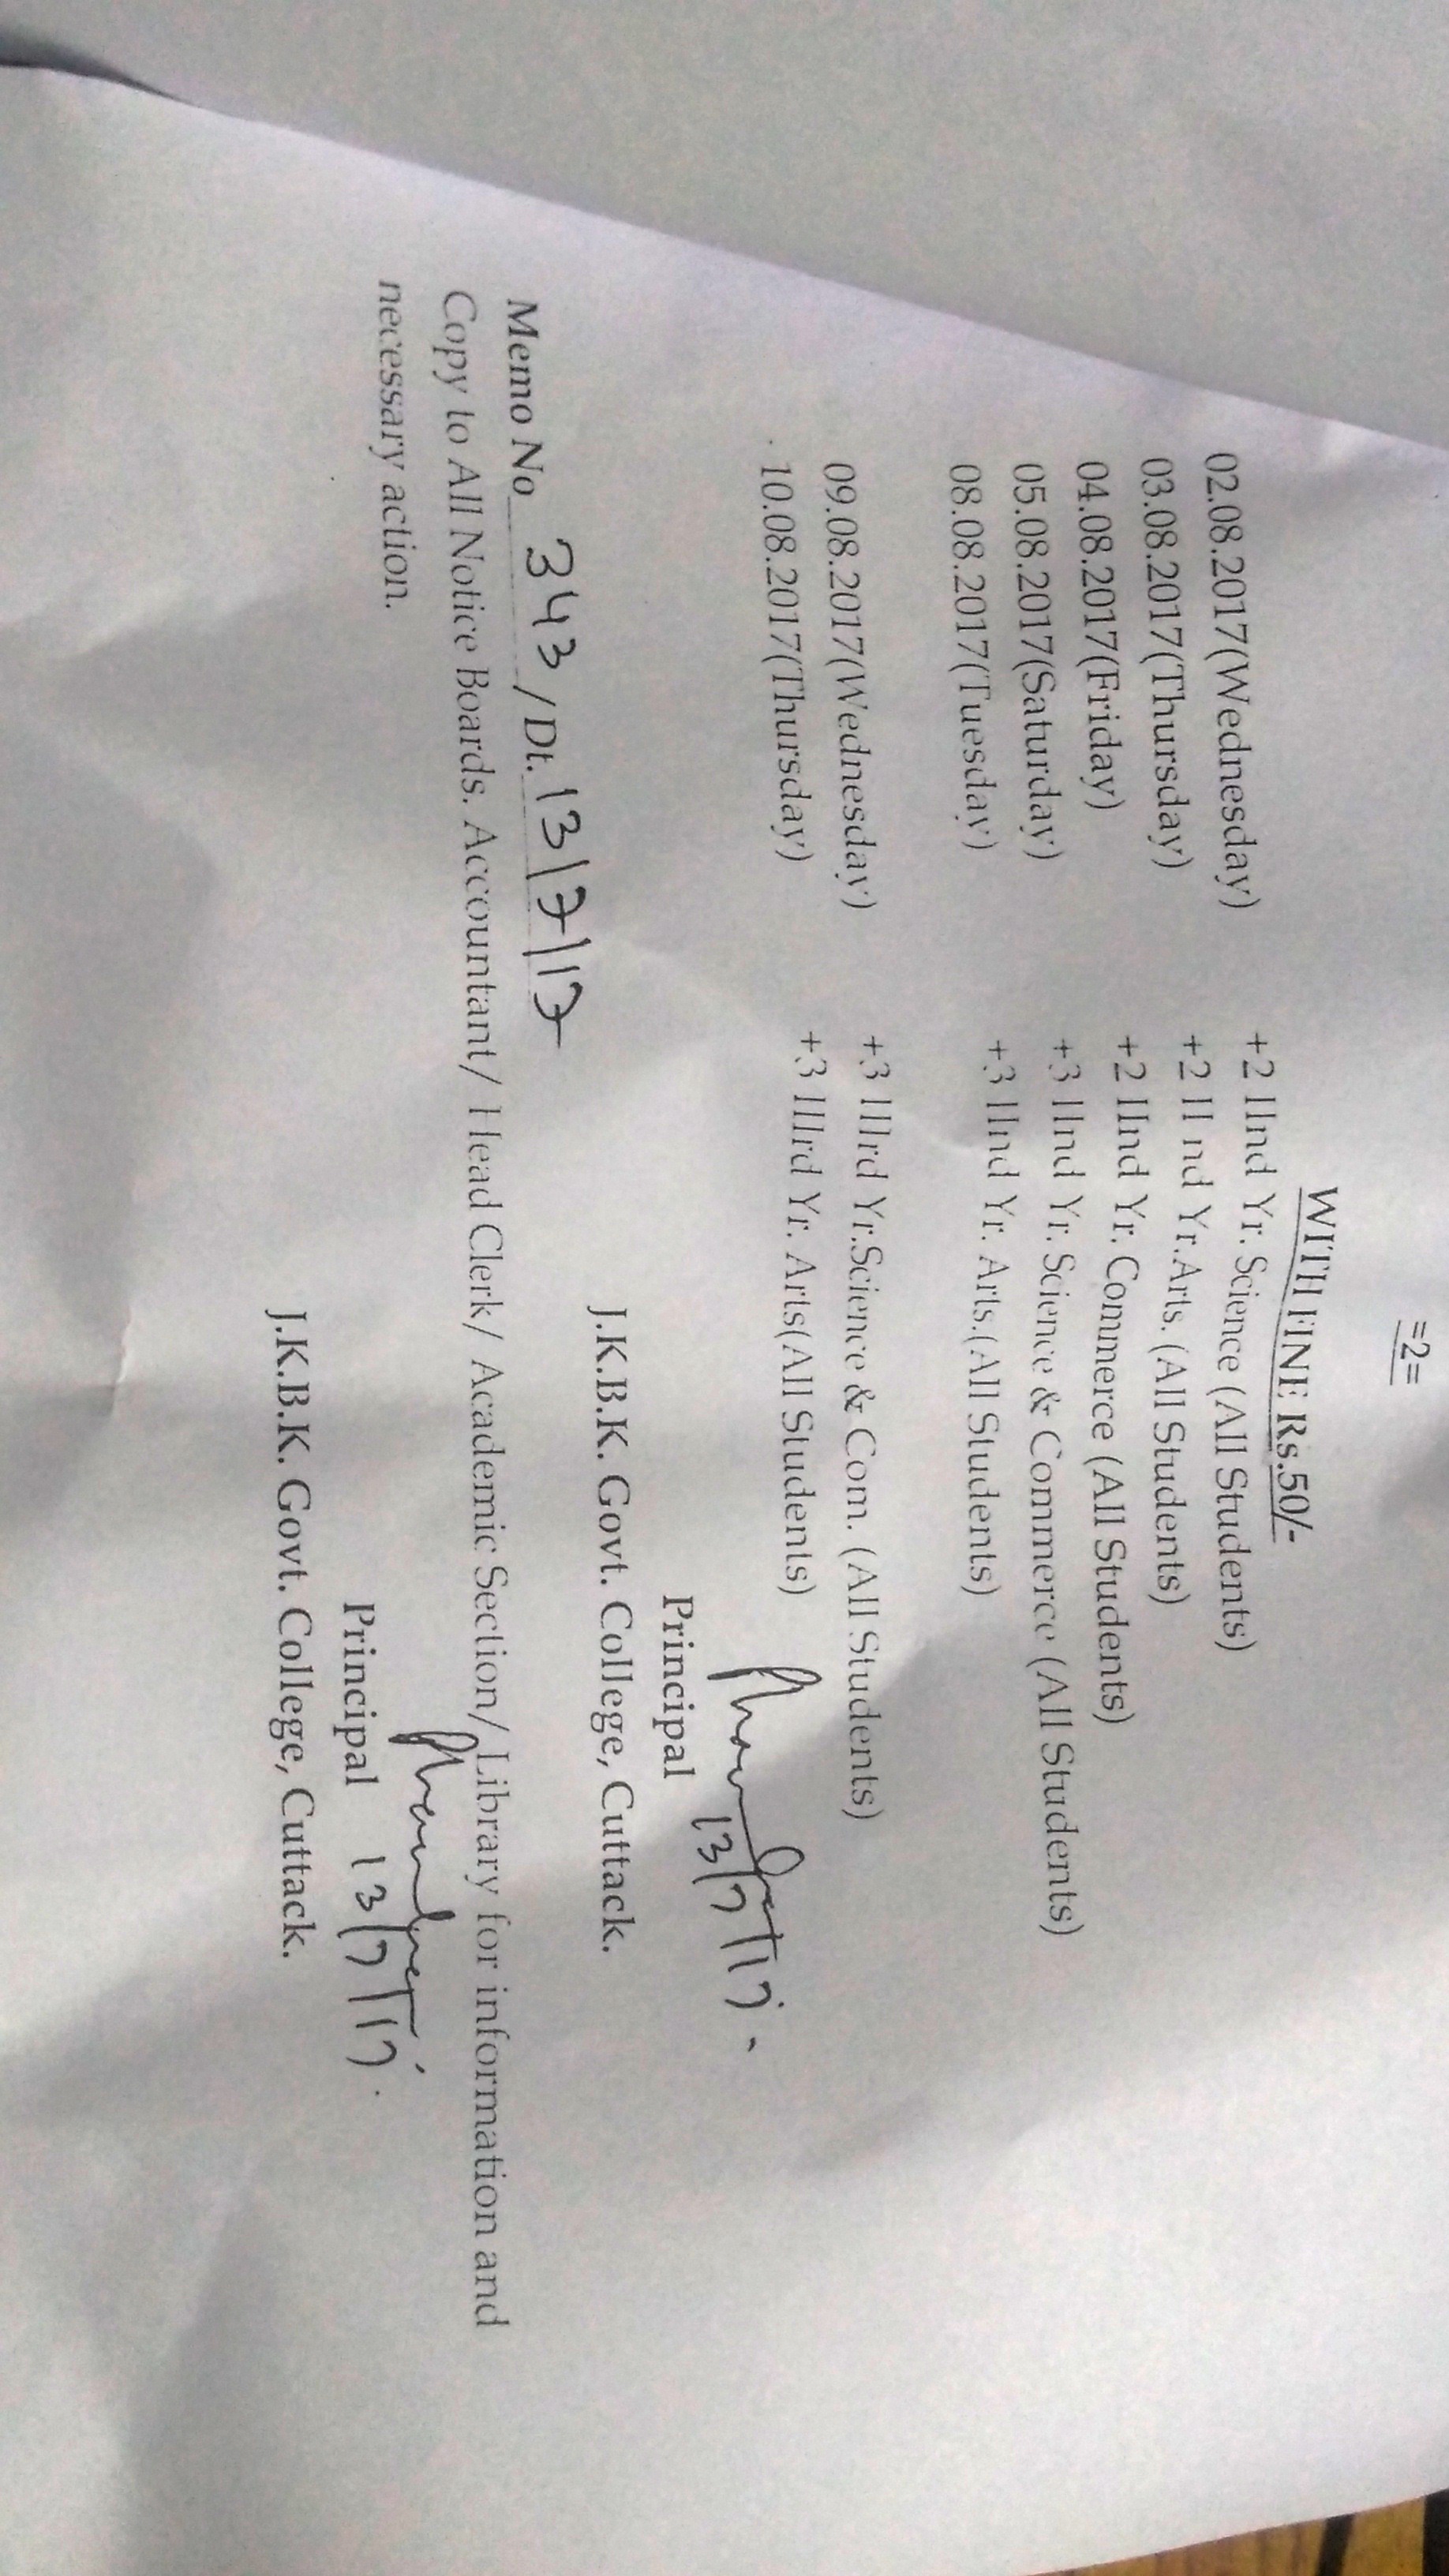 =2=
WITH FINE Rs.50/-
02.08.2017(Wednesday) +2 IInd Yr. Science (All Students)
03.08.2017(Thursday) +2 II nd Yr.Arts. (All Students)
04.08.2017(Friday) +2 IInd Yr. Commerce (All Students)
05.08.2017(Saturday) +3 IInd Yr. Science & Commerce (All Students)
08.08.2017(Tuesday) +3 IInd Yr. Arts.(All Students)
09.08.2017(Wednesday) +3 IIIrd Yr.Science & Com. (All Students)
10.08.2017(Thursday) +3 IIIrd Yr. Arts(All Students)
13/7/17
Principal
J.K.B.K. Govt. College, Cuttack.
Memo No 343 /Dt. 13/7/17
Copy to All Notice Boards. Accountant/ Head Clerk/ Academic Section/ Library for information and
necessary action.
Principal 13/7/17
J.K.B.K. Govt. College, Cuttack.